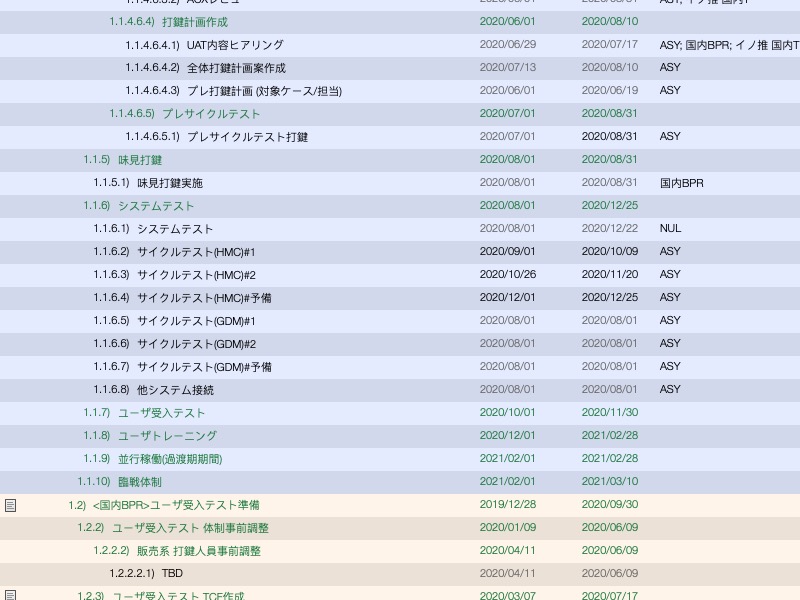 1.1.4.6.4) 打鍵計画作成 2020/06/01 2020/08/10
1.1.4.6.4.1) UAT内容ヒアリング 2020/06/29 2020/07/17 ASY; 国内BPR; イノ推 国内T
1.1.4.6.4.2) 全体打鍵計画案作成 2020/07/13 2020/08/10 ASY
1.1.4.6.4.3) プレ打鍵計画 (対象ケース/担当) 2020/06/01 2020/06/19 ASY
1.1.4.6.5) プレサイクルテスト 2020/07/01 2020/08/31
1.1.4.6.5.1) プレサイクルテスト打鍵 2020/07/01 2020/08/31 ASY
1.1.5) 味見打鍵 2020/08/01 2020/08/31
1.1.5.1) 味見打鍵実施 2020/08/01 2020/08/31 国内BPR
1.1.6) システムテスト 2020/08/01 2020/12/25
1.1.6.1) システムテスト 2020/08/01 2020/12/22 NUL
1.1.6.2) サイクルテスト(HMC)#1 2020/09/01 2020/10/09 ASY
1.1.6.3) サイクルテスト(HMC)#2 2020/10/26 2020/11/20 ASY
1.1.6.4) サイクルテスト(HMC)#予備 2020/12/01 2020/12/25 ASY
1.1.6.5) サイクルテスト(GDM)#1 2020/08/01 2020/08/01 ASY
1.1.6.6) サイクルテスト(GDM)#2 2020/08/01 2020/08/01 ASY
1.1.6.7) サイクルテスト(GDM)#予備 2020/08/01 2020/08/01 ASY
1.1.6.8) 他システム接続 2020/08/01 2020/08/01 ASY
1.1.7) ユーザ受入テスト 2020/10/01 2020/11/30
1.1.8) ユーザトレーニング 2020/12/01 2021/02/28
1.1.9) 並行稼働(過渡期期間) 2021/02/01 2021/02/28
1.1.10) 臨戦体制 2021/02/01 2021/03/10
1.2) <国内BPR>ユーザ受入テスト準備 2019/12/28 2020/09/30
1.2.2) ユーザ受入テスト 体制事前調整 2020/01/09 2020/06/09
1.2.2.2) 販売系 打鍵人員事前調整 2020/04/11 2020/06/09
1.2.2.2.1) TBD 2020/04/11 2020/06/09
1.2.3) ユーザ受入テスト TCF作成 2020/03/07 2020/07/17